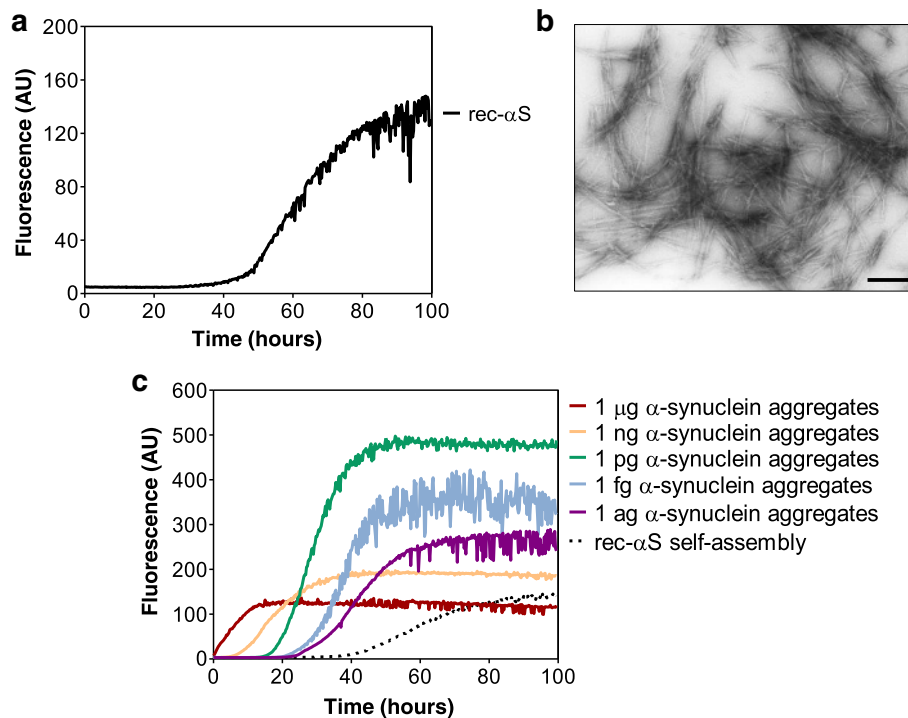 a
200
160
120
80
40
0
Fluorescence (AU)
0 20 40 60 80 100
Time (hours)
rec-αS
b
c
600
500
400
300
200
100
0
Fluorescence (AU)
0 20 40 60 80 100
Time (hours)
1 μg α-synuclein aggregates
1 ng α-synuclein aggregates
1 pg α-synuclein aggregates
1 fg α-synuclein aggregates
1 ag α-synuclein aggregates
rec-αS self-assembly